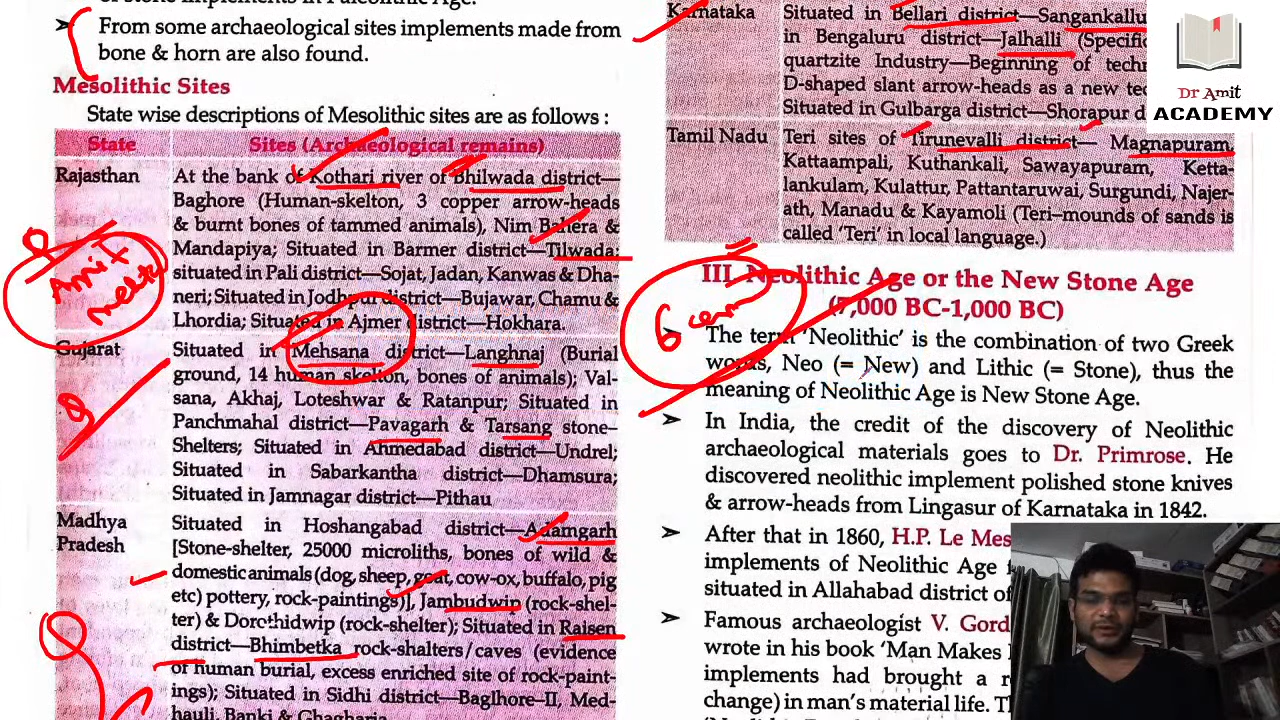 of stone implements in Paleolithic Age.
➤ From some archaeological sites implements made from
bone & horn are also found.
Mesolithic Sites
State wise descriptions of Mesolithic sites are as follows :
State Sites (Archaeological remains)
Rajasthan At the bank of Kothari river of Bhilwada district—
Baghore (Human-skelton, 3 copper arrow-heads
& burnt bones of tammed animals), Nim Bahera &
Mandapiya; Situated in Barmer district—Tilwada;
situated in Pali district—Sojat, Jadan, Kanwas & Dha-
neri; Situated in Jodhpur district—Bujawar, Chamu &
Lhordia; Situated in Ajmer district—Hokhara.
Gujarat Situated in Mehsana district—Langhnaj (Burial
ground, 14 human skelton, bones of animals); Val-
sana, Akhaj, Loteshwar & Ratanpur; Situated in
Panchmahal district—Pavagarh & Tarsang stone-
Shelters; Situated in Ahmedabad district—Undrel;
Situated in Sabarkantha district—Dhamsura;
Situated in Jamnagar district—Pithau
Madhya Situated in Hoshangabad district—Adamgarh
Pradesh [Stone-shelter, 25000 microliths, bones of wild &
domestic animals (dog, sheep, goat, cow-ox, buffalo, pig
etc) pottery, rock-paintings)], Jambudwip (rock-shel-
ter) & Dorothidwip (rock-shelter); Situated in Raisen
district—Bhimbetka rock-shalters/caves (evidence
of human burial, excess enriched site of rock-paint-
ings); Situated in Sidhi district—Baglhore-II, Med-
hauli, Banki & Ghagharia
Amit
Karnataka Situated in Bellari district—Sangankallu
in Bengaluru district—Jalhalli (Specific
quartzite Industry—Beginning of techn
D-shaped slant arrow-heads as a new tec
Situated in Gulbarga district—Shorapur d
Tamil Nadu Teri sites of Tirunevalli district— Magnapuram,
Kattaampali, Kuthankali, Sawayapuram, Ketta-
lankulam, Kulattur, Pattantaruwai, Surgundi, Najer-
ath, Manadu & Kayamoli (Teri–mounds of sands is
called 'Teri' in local language.)
III. Neolithic Age or the New Stone Age
(7,000 BC-1,000 BC)
➤ The term 'Neolithic' is the combination of two Greek
words, Neo (= New) and Lithic (= Stone), thus the
meaning of Neolithic Age is New Stone Age.
➤ In India, the credit of the discovery of Neolithic
archaeological materials goes to Dr. Primrose. He
discovered neolithic implement polished stone knives
& arrow-heads from Lingasur of Karnataka in 1842.
➤ After that in 1860, H.P. Le Mes
implements of Neolithic Age
situated in Allahabad district of
➤ Famous archaeologist V. Gord
wrote in his book 'Man Makes
implements had brought a r
change) in man's material life. T
6
Dr Amit
ACADEMY